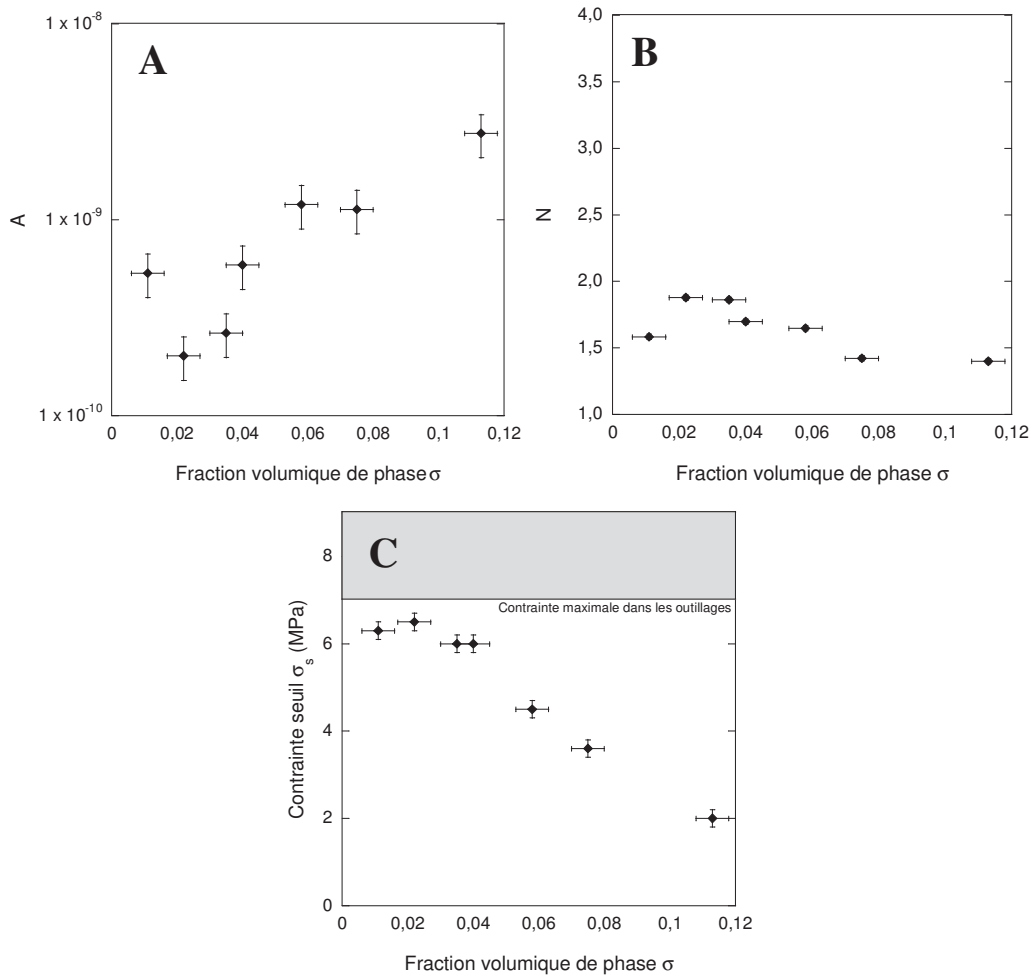 1 x 10⁻⁸
A
1 x 10⁻⁹
A
1 x 10⁻¹⁰
0 0,02 0,04 0,06 0,08 0,1 0,12
Fraction volumique de phase σ
4,0
B
3,5
3,0
N
2,5
2,0
1,5
1,0
0 0,02 0,04 0,06 0,08 0,1 0,12
Fraction volumique de phase σ
C
8
Contrainte maximale dans les outillages
6
Contrainte seuil σₛ (MPa)
4
2
0
0 0,02 0,04 0,06 0,08 0,1 0,12
Fraction volumique de phase σ